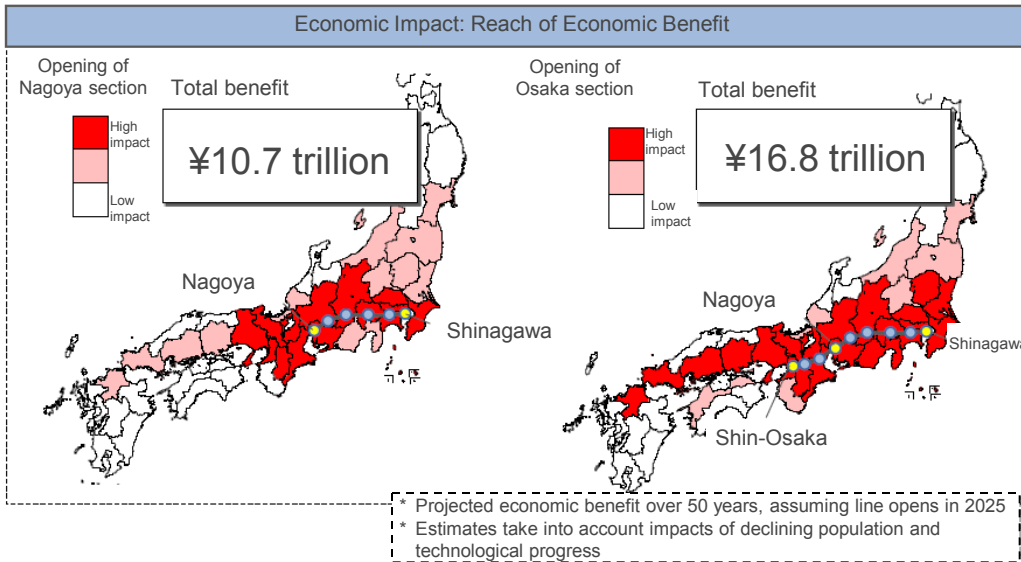 Economic Impact: Reach of Economic Benefit
Opening of
Nagoya section
Total benefit
High
impact
Low
impact
¥10.7 trillion
Nagoya
Shinagawa
Opening of
Osaka section
Total benefit
High
impact
Low
impact
¥16.8 trillion
Nagoya
Shinagawa
Shin-Osaka
* Projected economic benefit over 50 years, assuming line opens in 2025
* Estimates take into account impacts of declining population and
technological progress